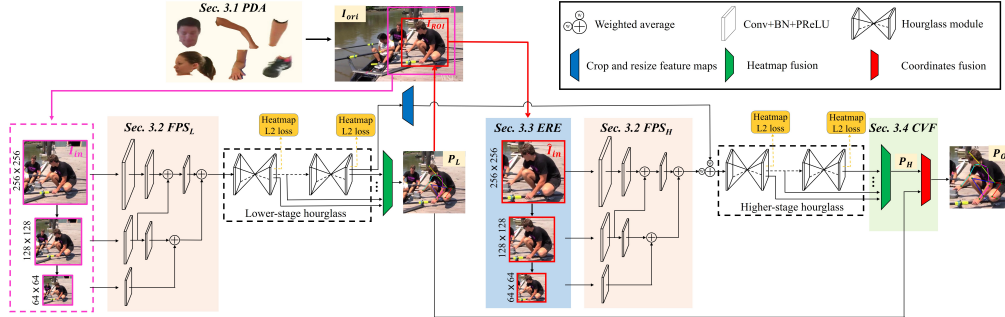 Sec. 3.1 PDA
I_ori
I_ROI
Weighted average
Conv+BN+PReLU
Hourglass module
Crop and resize feature maps
Heatmap fusion
Coordinates fusion
I_in
256 x 256
128 x 128
64 x 64
Sec. 3.2 FPS_L
Heatmap
L2 loss
Heatmap
L2 loss
Lower-stage hourglass
P_L
Sec. 3.3 ERE
Î_in
256 x 256
128 x 128
64 x 64
Sec. 3.2 FPS_H
Heatmap
L2 loss
Heatmap
L2 loss
Higher-stage hourglass
Sec. 3.4 CVF
P_H